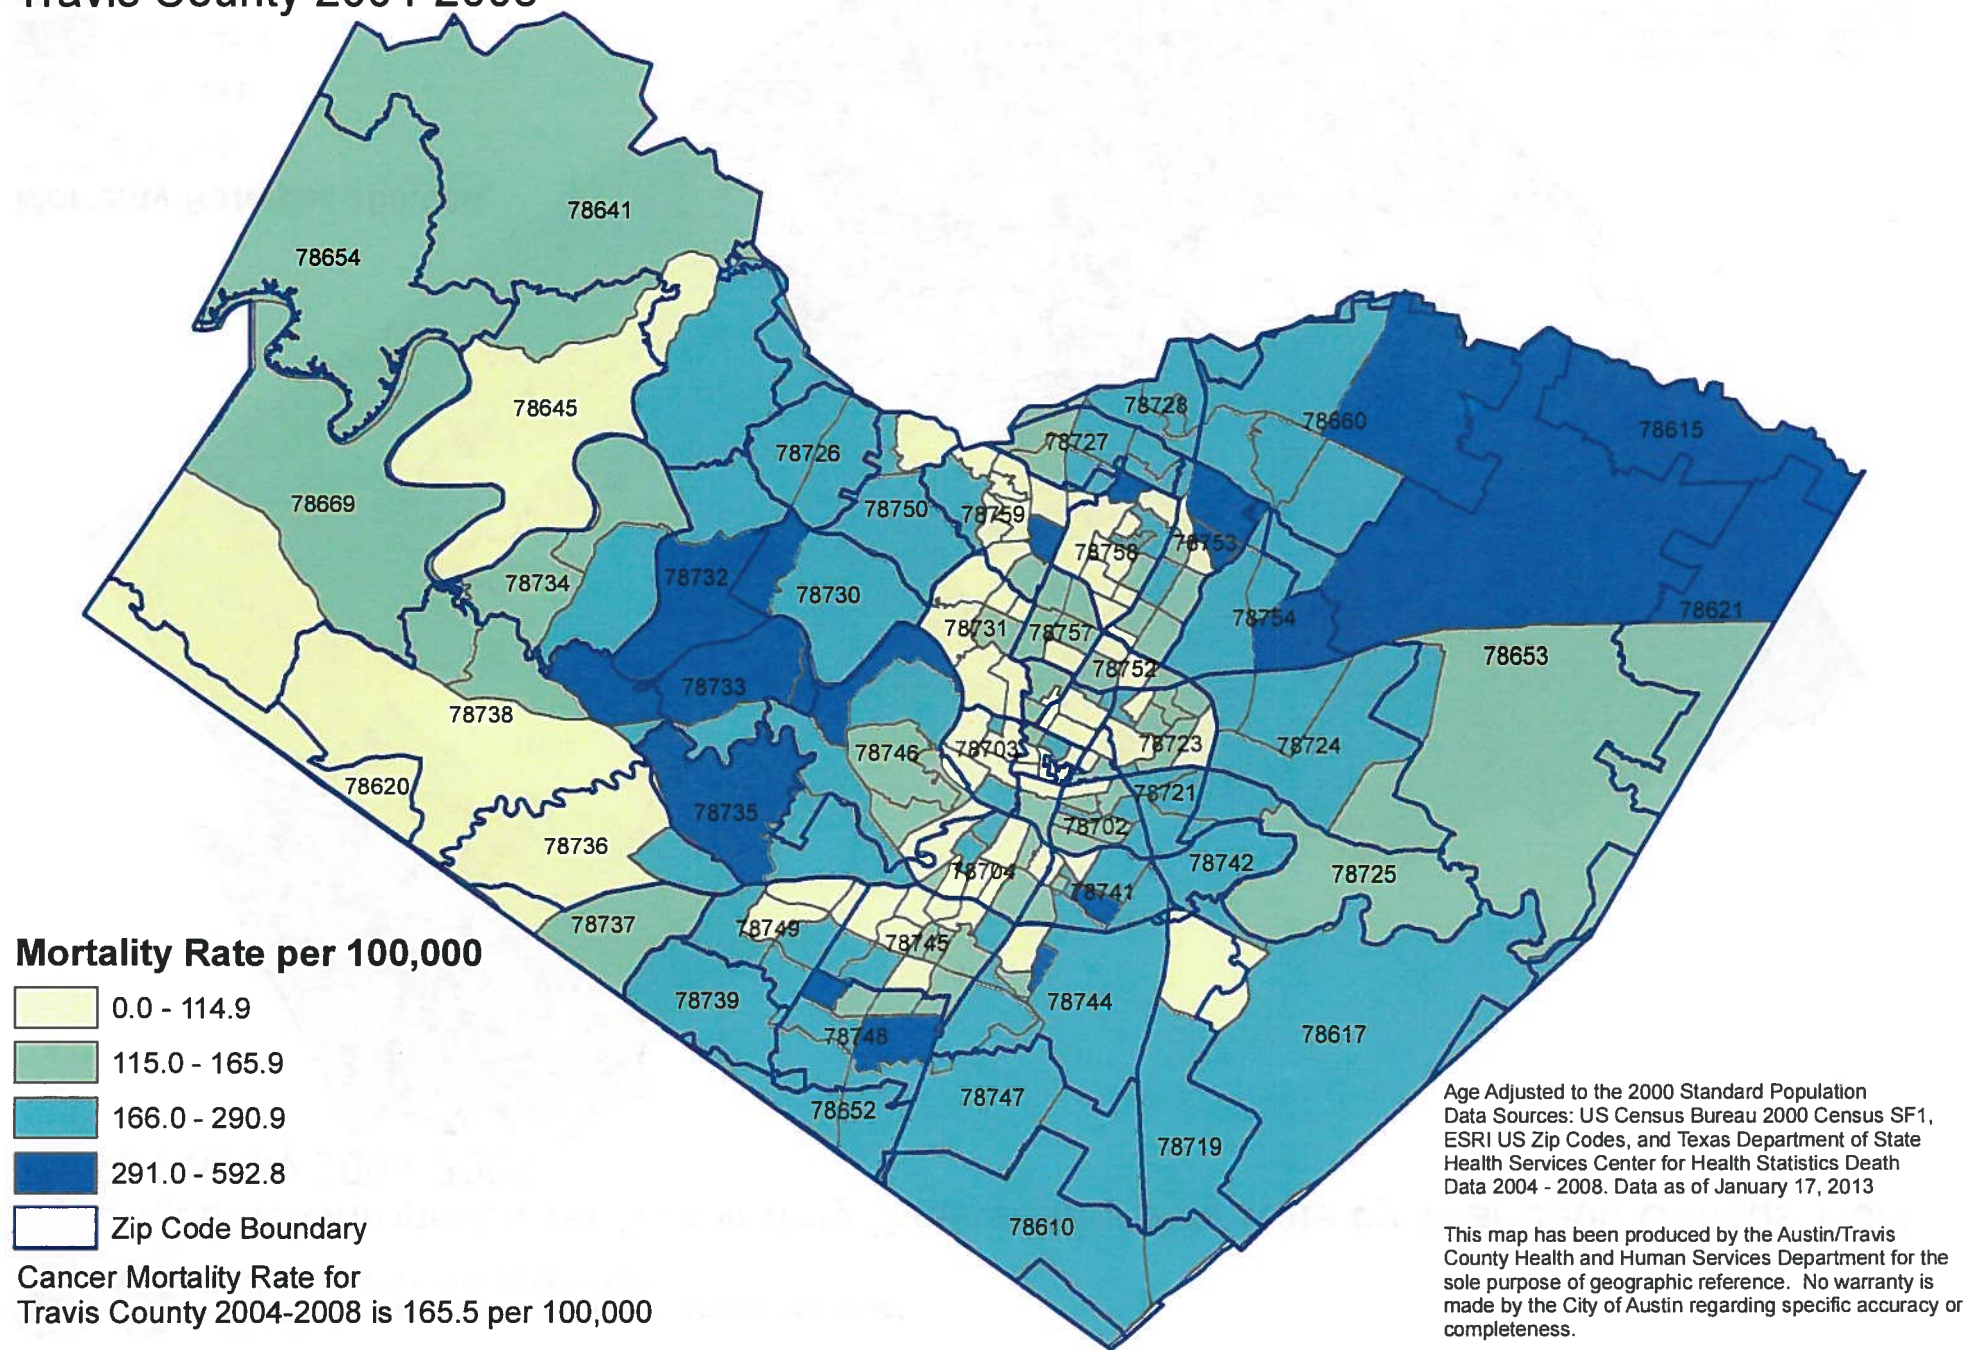 Travis County 2004-2008
78641
78654
78645
78728
78660
78615
78727
78726
78669
78750
78759
78758
78753
78734
78732
78730
78621
78754
78731
78757
78653
78752
78733
78738
78746
78703
78723
78724
78620
78721
78735
78702
78736
78742
78704
78725
78741
78737
78749
78745
78739
78744
78748
78617
78747
78652
78719
78610
Mortality Rate per 100,000
0.0 - 114.9
115.0 - 165.9
166.0 - 290.9
291.0 - 592.8
Zip Code Boundary
Cancer Mortality Rate for
Travis County 2004-2008 is 165.5 per 100,000
Age Adjusted to the 2000 Standard Population
Data Sources: US Census Bureau 2000 Census SF1,
ESRI US Zip Codes, and Texas Department of State
Health Services Center for Health Statistics Death
Data 2004 - 2008. Data as of January 17, 2013
This map has been produced by the Austin/Travis
County Health and Human Services Department for the
sole purpose of geographic reference. No warranty is
made by the City of Austin regarding specific accuracy or
completeness.